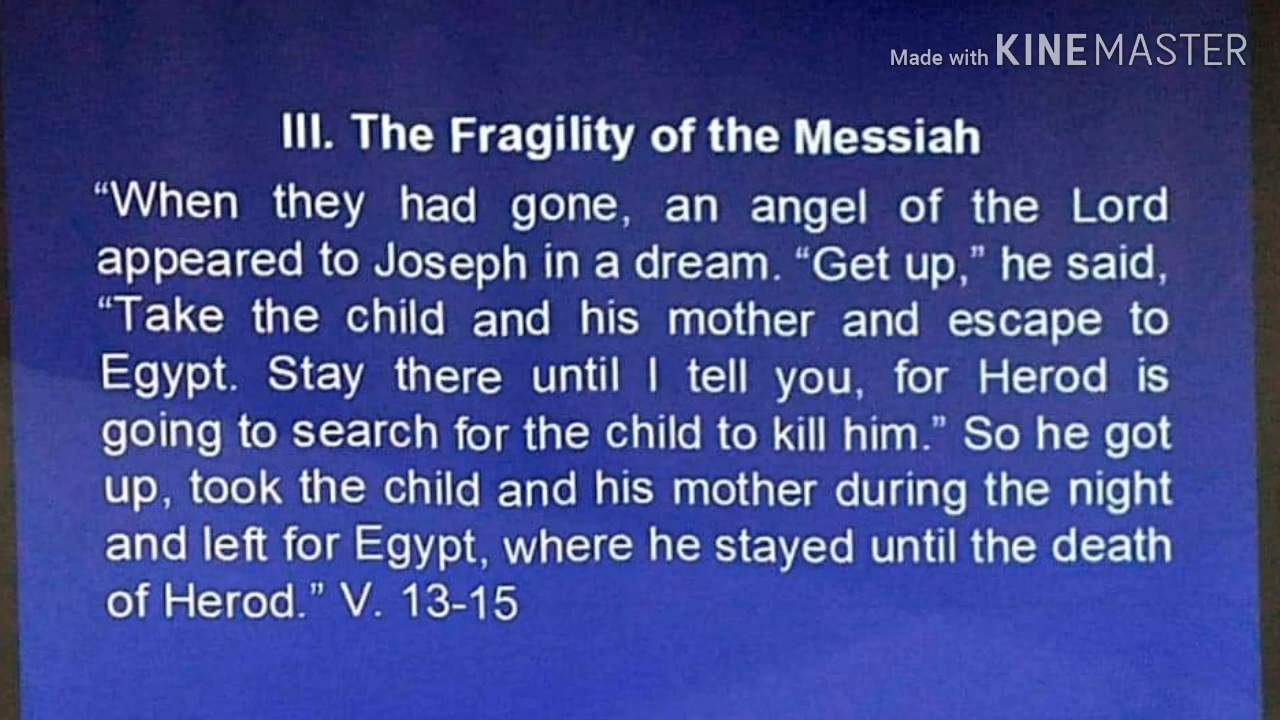 Made with KINEMASTER
III. The Fragility of the Messiah
“When they had gone, an angel of the Lord
appeared to Joseph in a dream. “Get up,” he said,
“Take the child and his mother and escape to
Egypt. Stay there until I tell you, for Herod is
going to search for the child to kill him.” So he got
up, took the child and his mother during the night
and left for Egypt, where he stayed until the death
of Herod.” V. 13-15